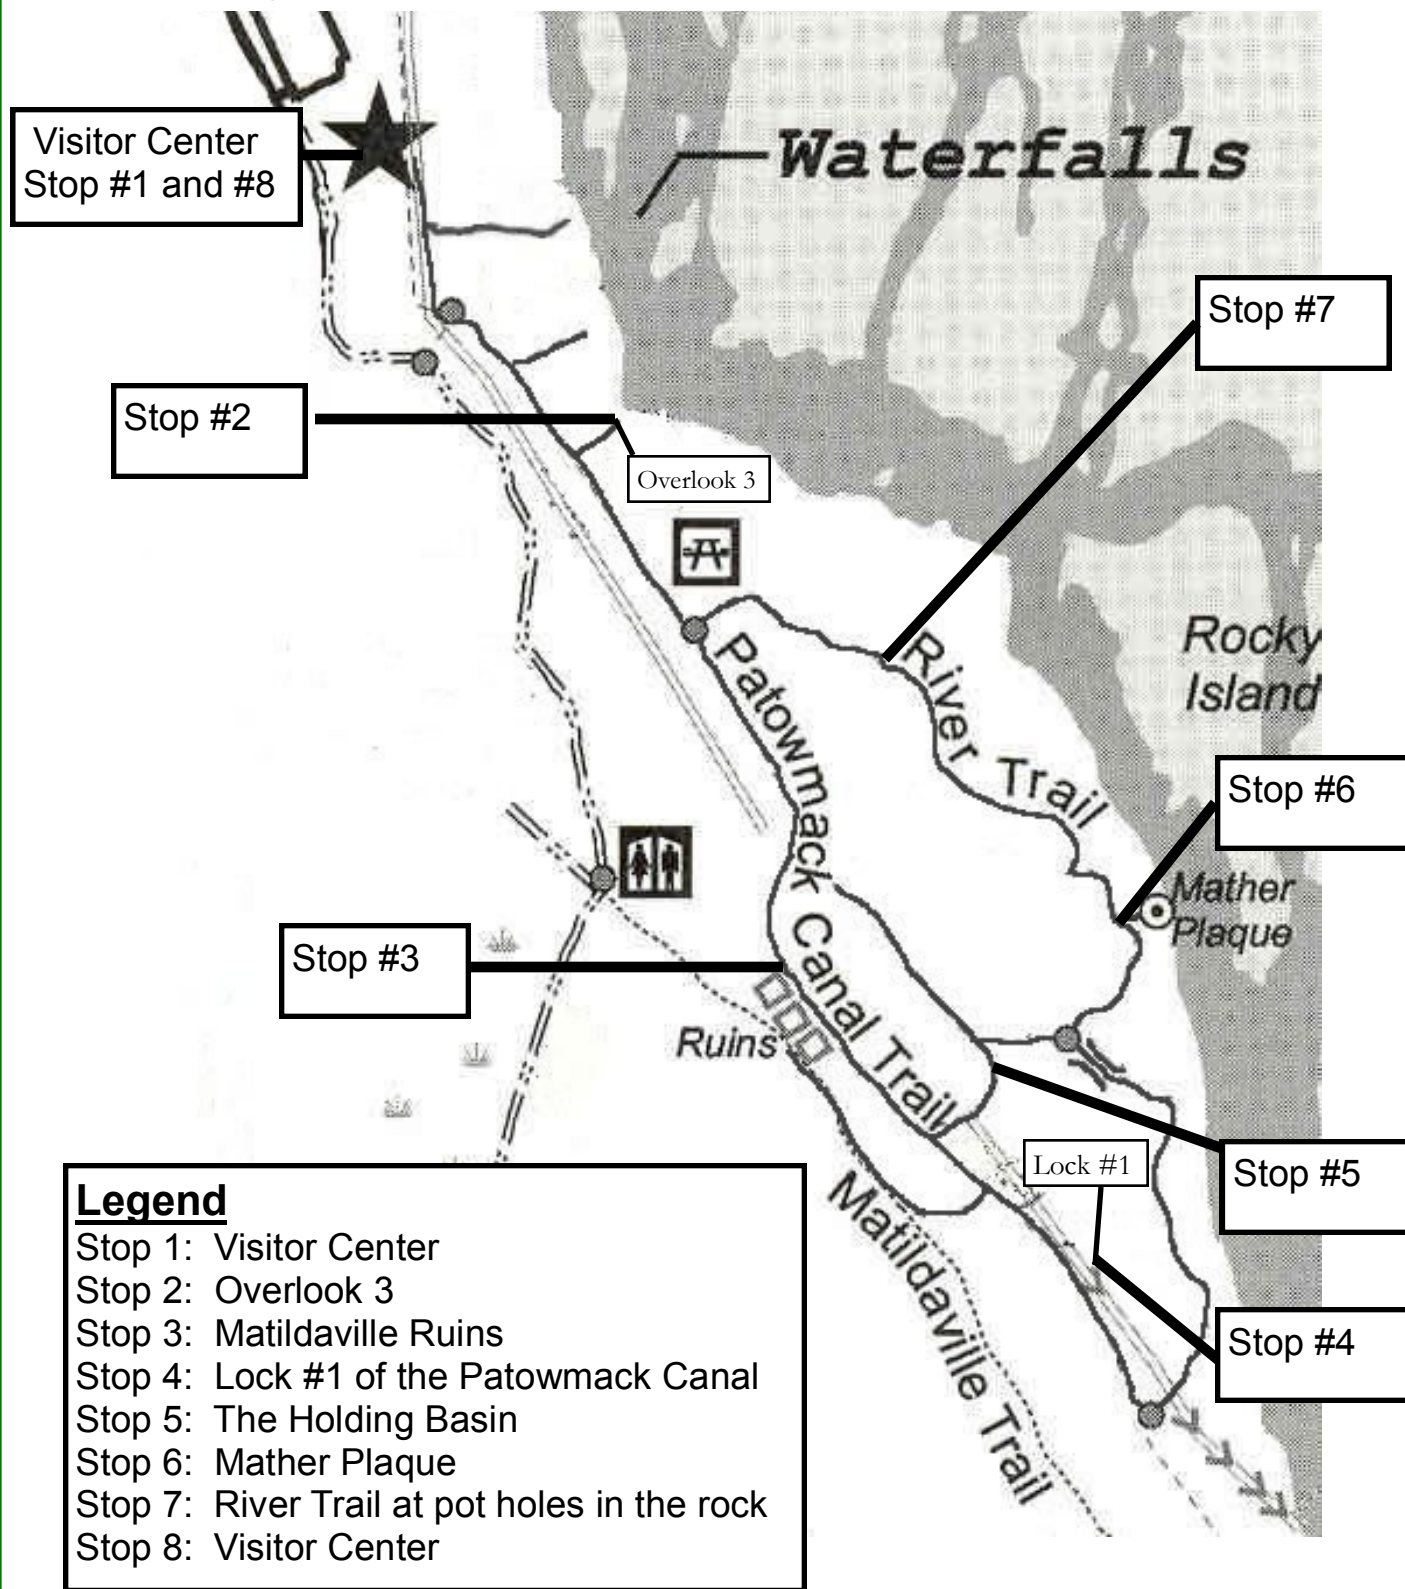 Visitor Center
Stop #1 and #8
Waterfalls
Stop #7
Stop #2
Overlook 3
Rocky
Island
River Trail
Patowmack Canal Trail
Stop #6
Mather
Plaque
Stop #3
Ruins
Lock #1
Stop #5
Matildaville Trail
Stop #4
Legend
Stop 1: Visitor Center
Stop 2: Overlook 3
Stop 3: Matildaville Ruins
Stop 4: Lock #1 of the Patowmack Canal
Stop 5: The Holding Basin
Stop 6: Mather Plaque
Stop 7: River Trail at pot holes in the rock
Stop 8: Visitor Center